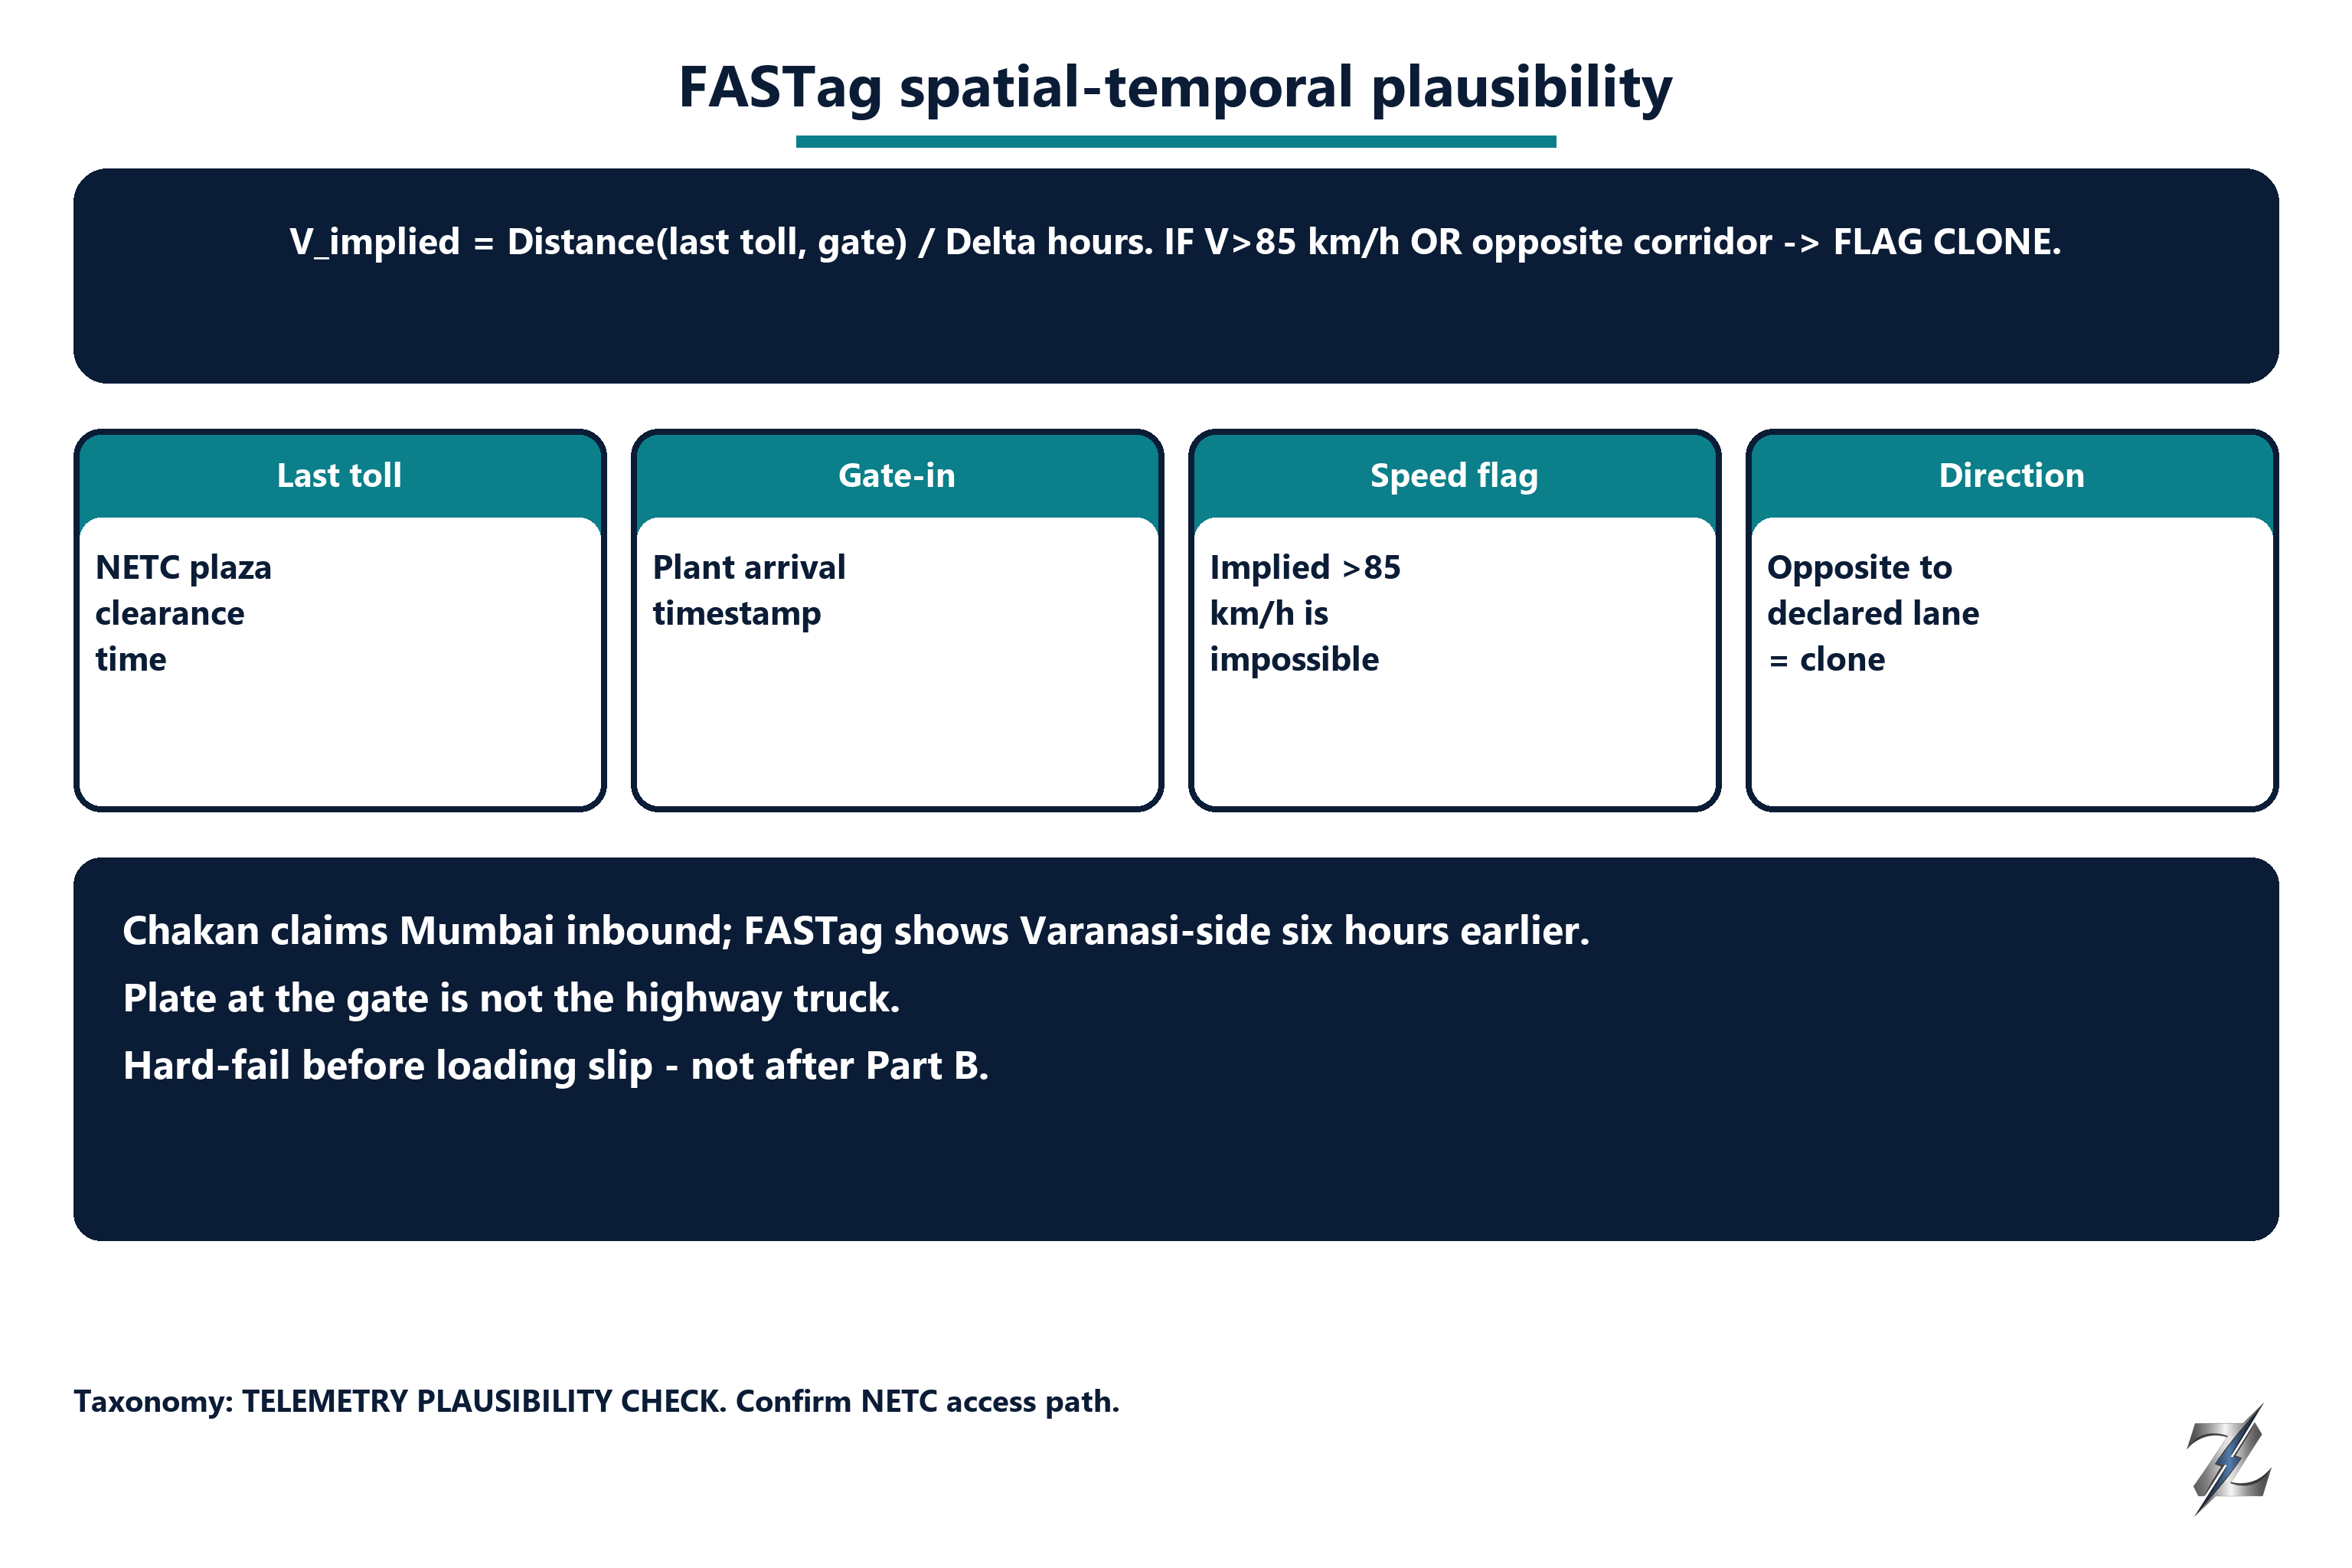 FASTag spatial-temporal plausibility
V_implied = Distance(last toll, gate) / Delta hours. IF V>85 km/h OR opposite corridor -> FLAG CLONE.
Last toll
NETC plaza
clearance
time
Gate-in
Plant arrival
timestamp
Speed flag
Implied >85
km/h is
impossible
Direction
Opposite to
declared lane
= clone
Chakan claims Mumbai inbound; FASTag shows Varanasi-side six hours earlier.
Plate at the gate is not the highway truck.
Hard-fail before loading slip - not after Part B.
Taxonomy: TELEMETRY PLAUSIBILITY CHECK. Confirm NETC access path.
Z